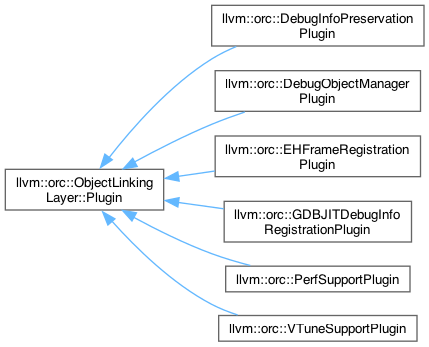 llvm::orc::DebugInfoPreservation
Plugin
llvm::orc::DebugObjectManager
Plugin
llvm::orc::EHFrameRegistration
Plugin
llvm::orc::ObjectLinking
Layer::Plugin
llvm::orc::GDBJITDebugInfo
RegistrationPlugin
llvm::orc::PerfSupportPlugin
llvm::orc::VTuneSupportPlugin